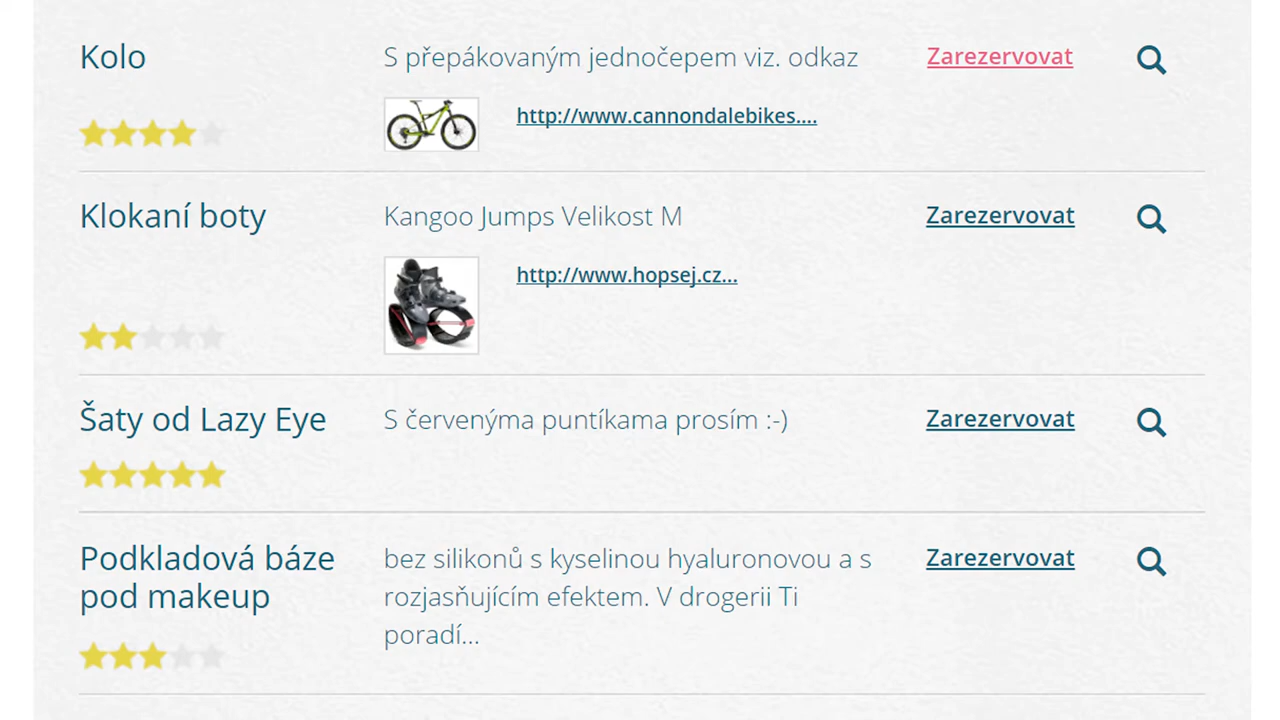 Kolo
S přepákovaným jednočepem viz. odkaz
Zarezervovat
http://www.cannondalebikes....
Klokaní boty
Kangoo Jumps Velikost M
Zarezervovat
http://www.hopsej.cz...
Šaty od Lazy Eye
S červenýma puntíkama prosím :-)
Zarezervovat
Podkladová báze
pod makeup
bez silikonů s kyselinou hyaluronovou a s
rozjasňujícím efektem. V drogerii Ti
poradí...
Zarezervovat